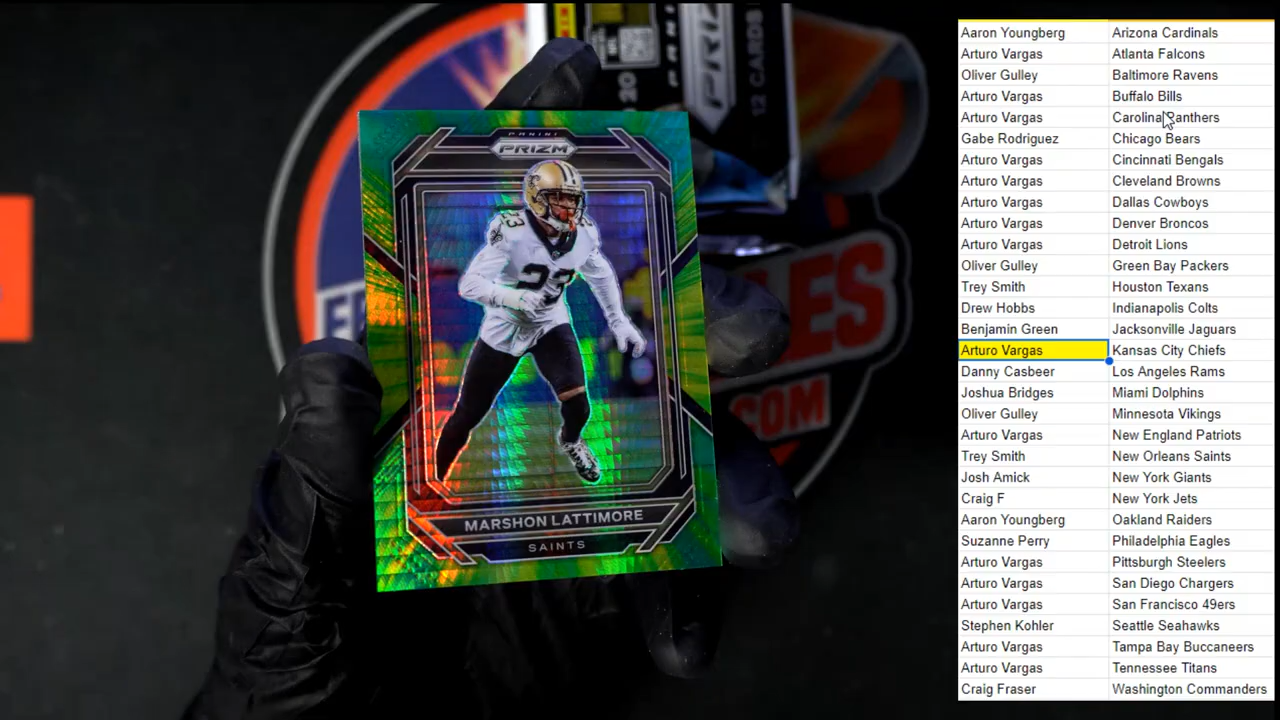 20
PANINI
PRIZM
12 CARDS
PANINI
PRIZM
23
MARSHON LATTIMORE
SAINTS
.COM
Aaron Youngberg Arizona Cardinals
Arturo Vargas Atlanta Falcons
Oliver Gulley Baltimore Ravens
Arturo Vargas Buffalo Bills
Arturo Vargas Carolina Panthers
Gabe Rodriguez Chicago Bears
Arturo Vargas Cincinnati Bengals
Arturo Vargas Cleveland Browns
Arturo Vargas Dallas Cowboys
Arturo Vargas Denver Broncos
Arturo Vargas Detroit Lions
Oliver Gulley Green Bay Packers
Trey Smith Houston Texans
Drew Hobbs Indianapolis Colts
Benjamin Green Jacksonville Jaguars
Arturo Vargas Kansas City Chiefs
Danny Casbeer Los Angeles Rams
Joshua Bridges Miami Dolphins
Oliver Gulley Minnesota Vikings
Arturo Vargas New England Patriots
Trey Smith New Orleans Saints
Josh Amick New York Giants
Craig F New York Jets
Aaron Youngberg Oakland Raiders
Suzanne Perry Philadelphia Eagles
Arturo Vargas Pittsburgh Steelers
Arturo Vargas San Diego Chargers
Arturo Vargas San Francisco 49ers
Stephen Kohler Seattle Seahawks
Arturo Vargas Tampa Bay Buccaneers
Arturo Vargas Tennessee Titans
Craig Fraser Washington Commanders